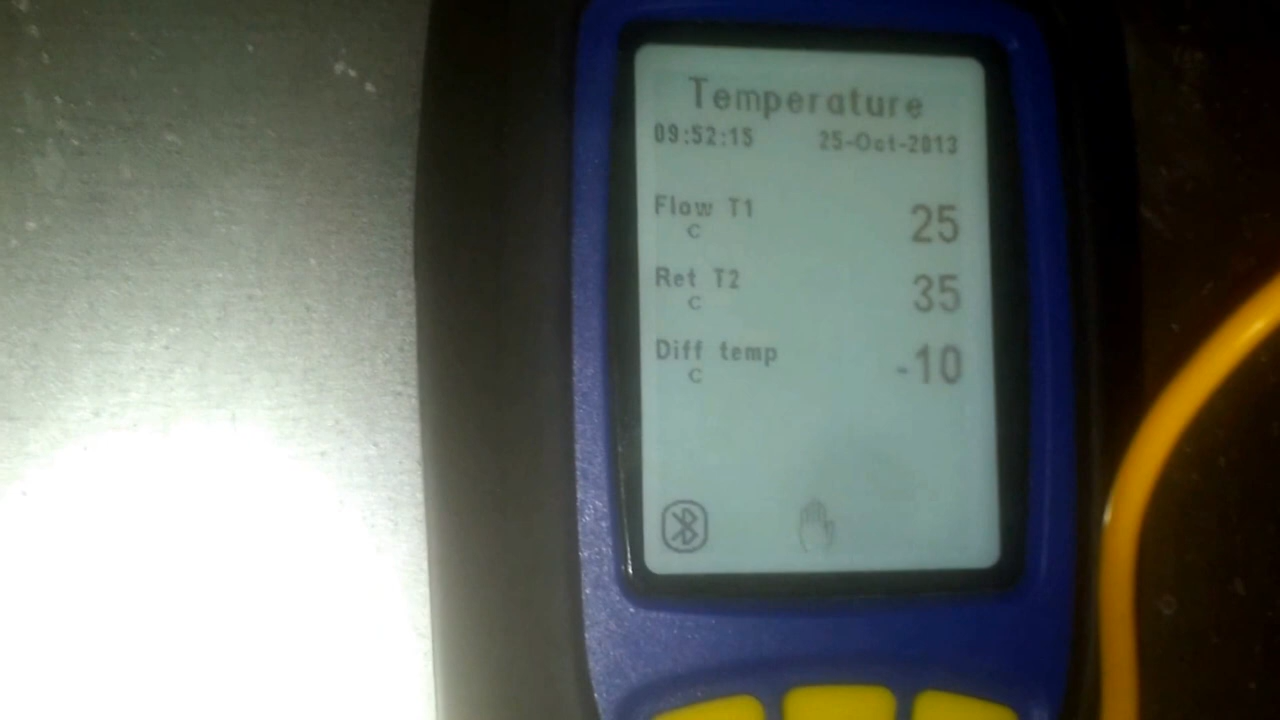 Temperature
09:52:15 25-Oct-2013
Flow T1 25
C
Ret T2 35
C
Diff temp -10
C